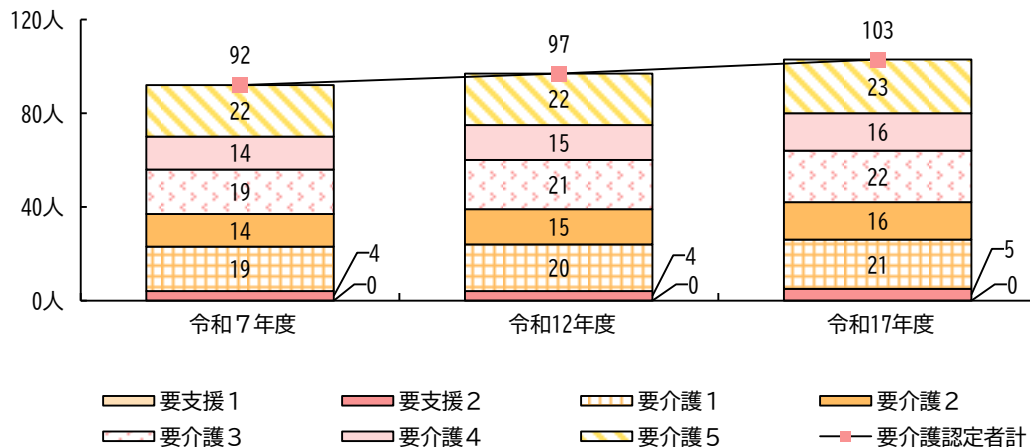 120人
92
97
103
22
22
23
80人
14
15
16
19
21
22
40人
14
15
16
4
4
5
19
20
21
0
0
0
0人
令和７年度
令和12年度
令和17年度
要支援１
要支援２
要介護１
要介護２
要介護３
要介護４
要介護５
要介護認定者計